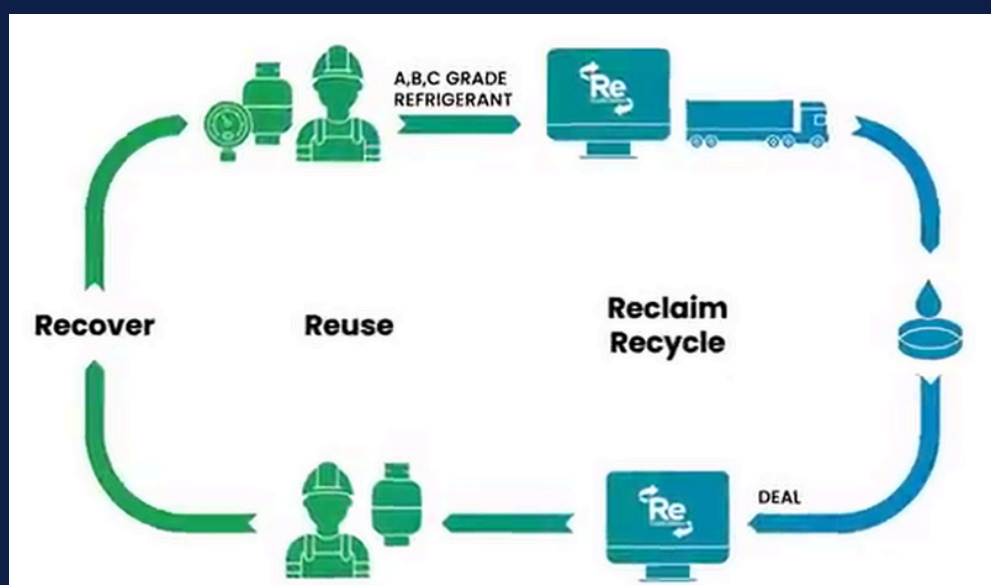 A,B,C GRADE
REFRIGERANT
Re
Recover
Reuse
Reclaim
Recycle
DEAL
Re